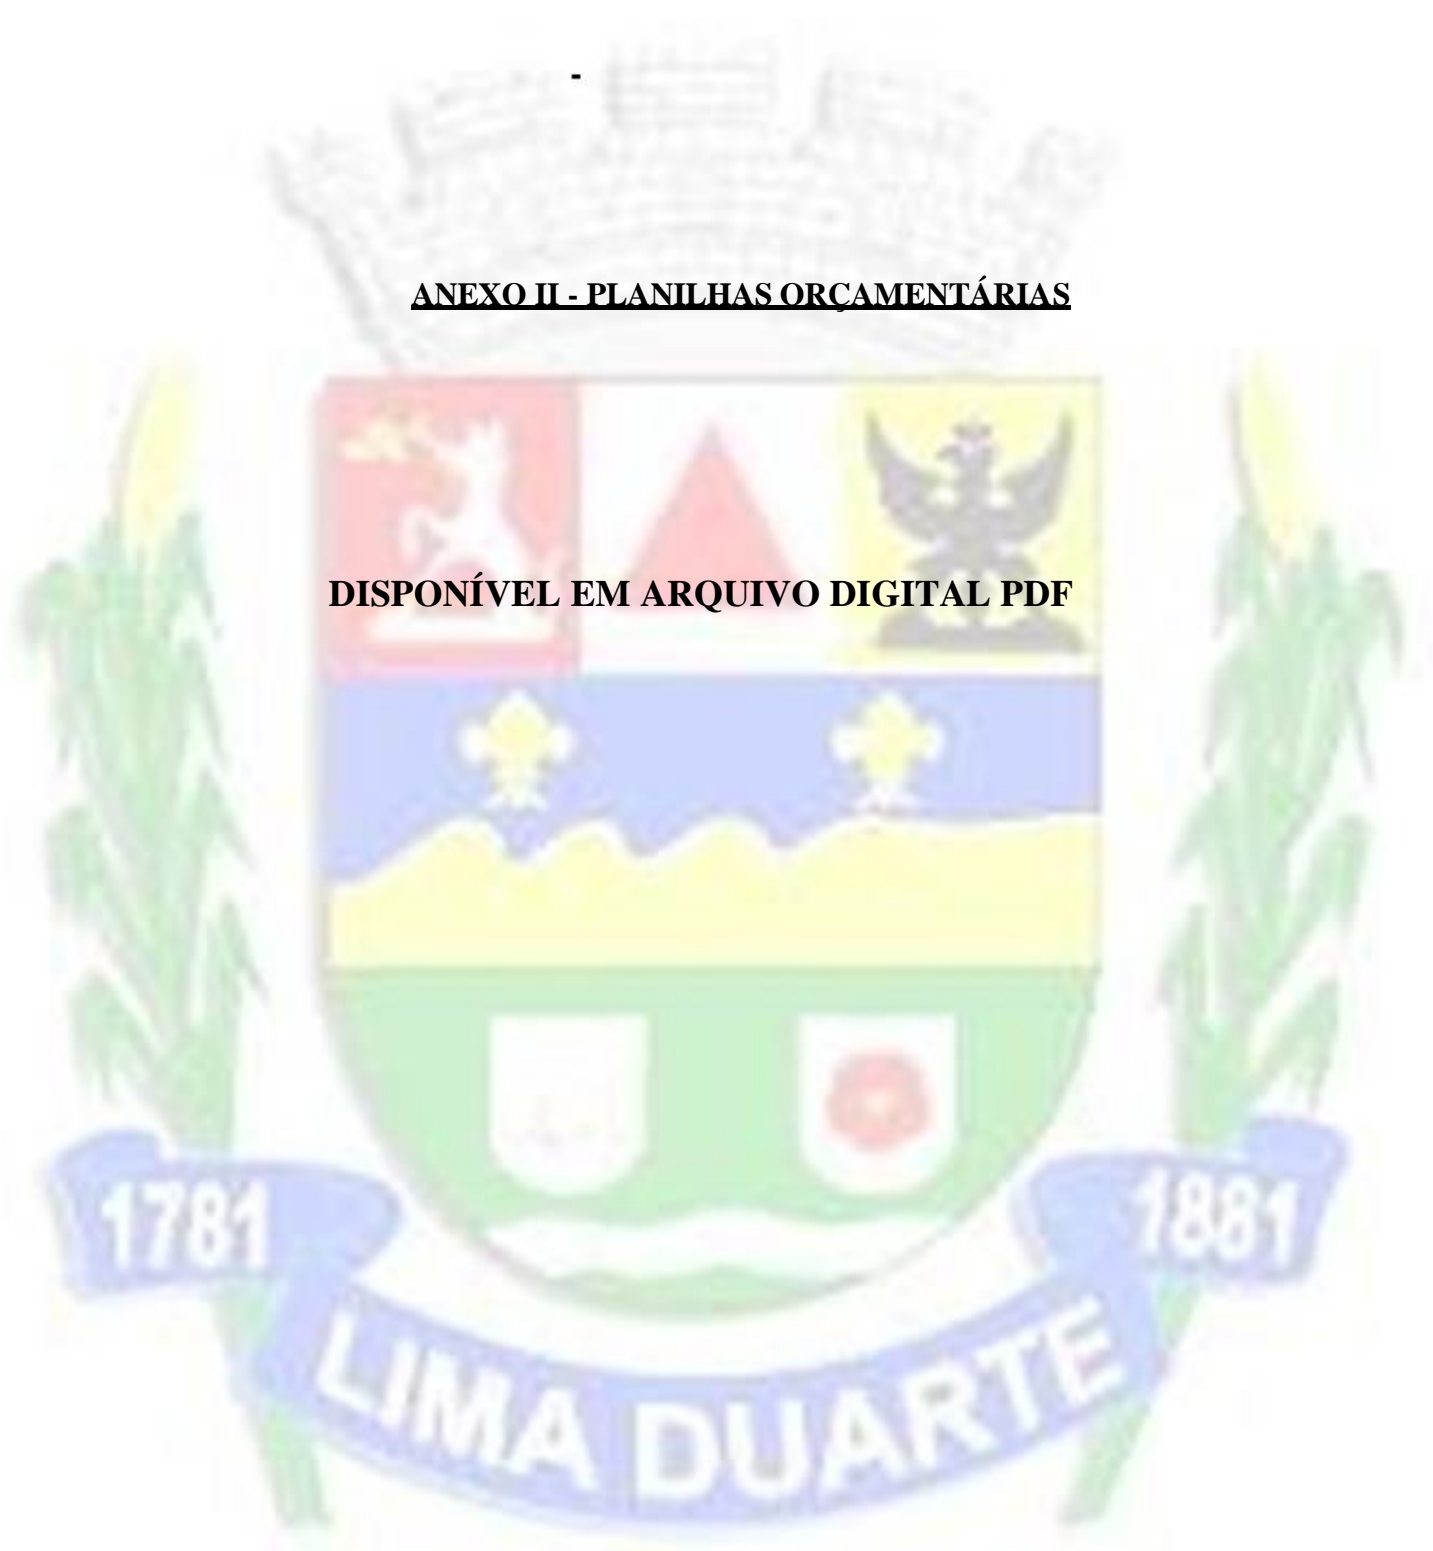 -
ANEXO II - PLANILHAS ORÇAMENTÁRIAS
DISPONÍVEL EM ARQUIVO DIGITAL PDF
1781
1881
LIMA DUARTE